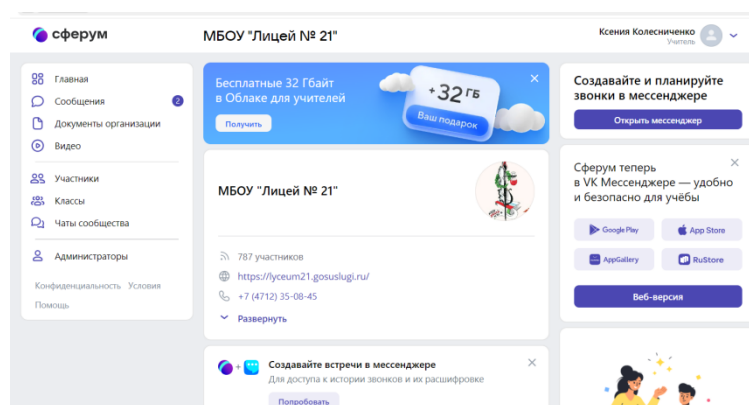 сферум
МБОУ "Лицей № 21"
Ксения Колесниченко
Учитель
Главная
Сообщения 2
Документы организации
Видео
Участники
Классы
Чаты сообщества
Администраторы
Конфиденциальность Условия
Помощь
Бесплатные 32 Гбайт
в Облаке для учителей
Получить
+32 ГБ
Ваш подарок
МБОУ "Лицей № 21"
787 участников
https://lyceum21.gosuslugi.ru/
+7 (4712) 35-08-45
Развернуть
Создавайте встречи в мессенджере
Для доступа к истории звонков и их расшифровке
Попробовать
Создавайте и планируйте
звонки в мессенджере
Открыть мессенджер
Сферум теперь
в VK Мессенджере — удобно
и безопасно для учёбы
Google Play
App Store
AppGallery
RuStore
Веб-версия